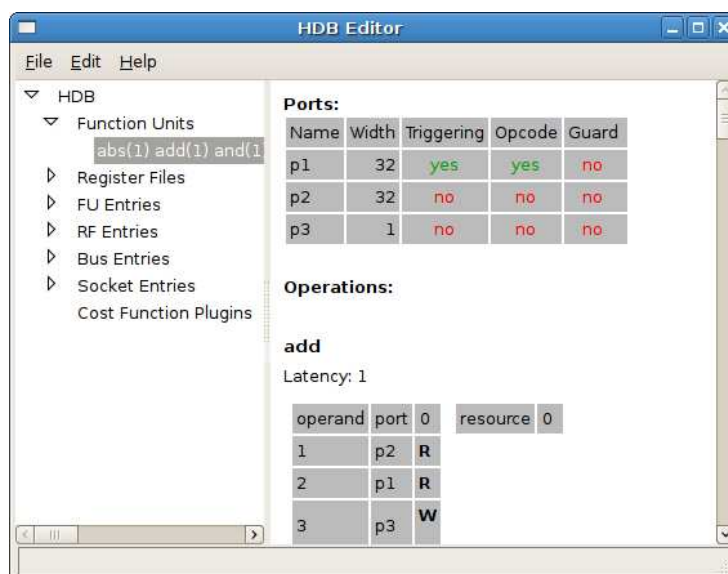 HDB Editor
File Edit Help
HDB
Function Units
abs(1) add(1) and(1)
Register Files
FU Entries
RF Entries
Bus Entries
Socket Entries
Cost Function Plugins
Ports:
Name Width Triggering Opcode Guard
p1 32 yes yes no
p2 32 no no no
p3 1 no no no
Operations:
add
Latency: 1
operand port 0 resource 0
1 p2 R
2 p1 R
3 p3 W